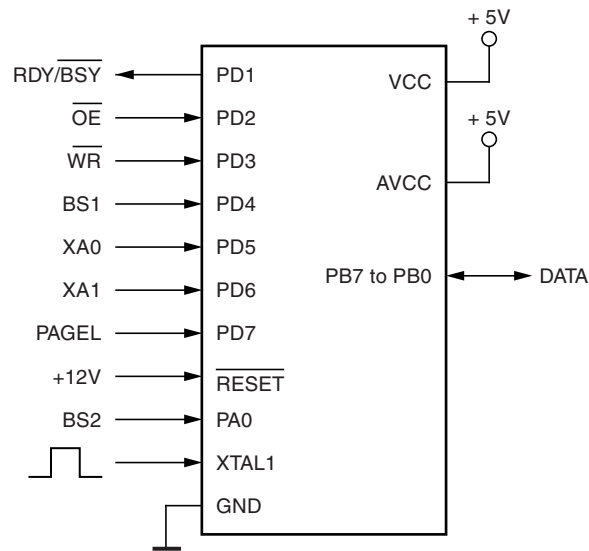 + 5V
RDY/BSY PD1
VCC
OE PD2
+ 5V
WR PD3
AVCC
BS1 PD4
XA0 PD5
PB7 to PB0 DATA
XA1 PD6
PAGEL PD7
+12V RESET
BS2 PA0
XTAL1
GND